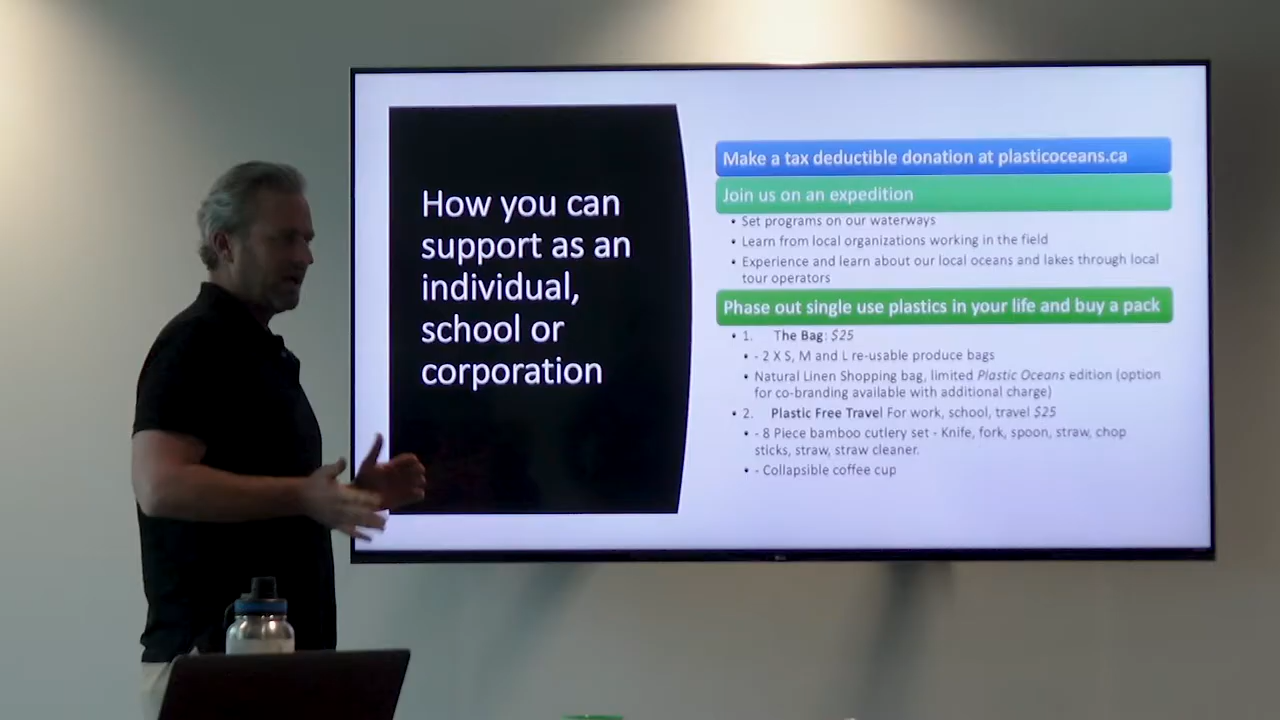 How you can
support as an
individual,
school or
corporation
Make a tax deductible donation at plasticoceans.ca
Join us on an expedition
• Set programs on our waterways
• Learn from local organizations working in the field
• Experience and learn about our local oceans and lakes through local
tour operators
Phase out single use plastics in your life and buy a pack
• 1. The Bag: $25
• - 2 X S, M and L re-usable produce bags
• Natural Linen Shopping bag, limited Plastic Oceans edition (option
for co-branding available with additional charge)
• 2. Plastic Free Travel For work, school, travel $25
• - 8 Piece bamboo cutlery set - Knife, fork, spoon, straw, chop
sticks, straw, straw cleaner.
• - Collapsible coffee cup